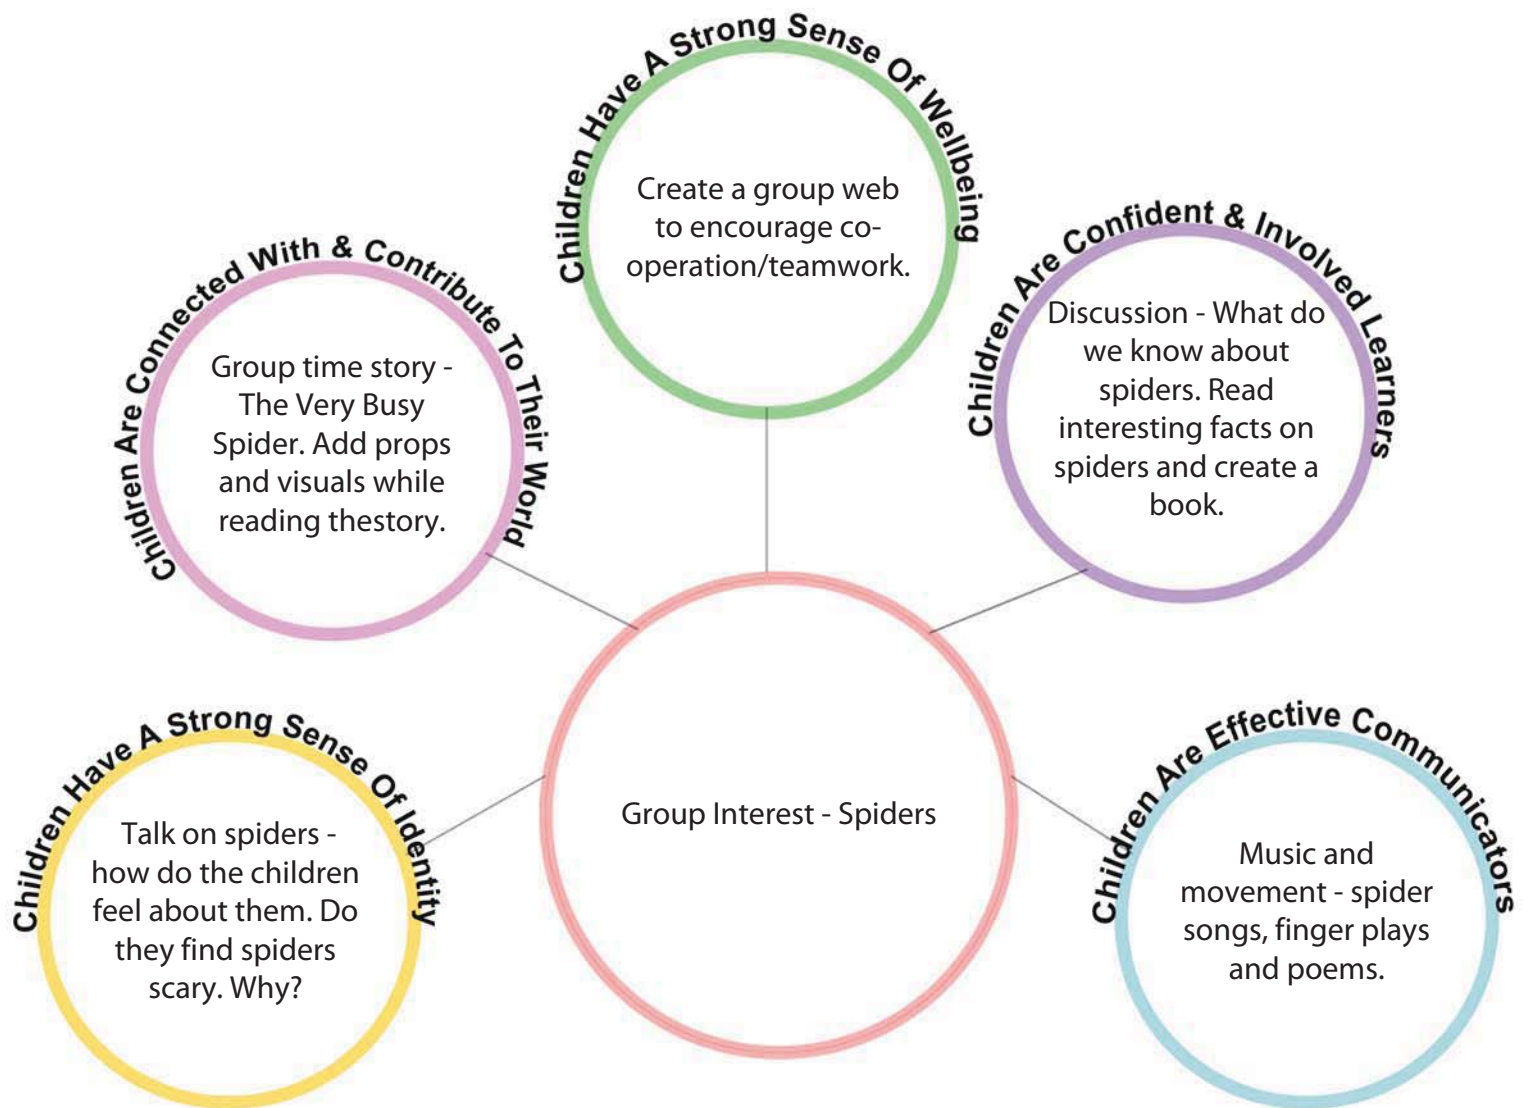 Children Have A Strong Sense Of Wellbeing
Create a group web
to encourage co-
operation/teamwork.
Children Are Connected With & Contribute To Their World
Group time story -
The Very Busy
Spider. Add props
and visuals while
reading thestory.
Children Are Confident & Involved Learners
Discussion - What do
we know about
spiders. Read
interesting facts on
spiders and create a
book.
Children Have A Strong Sense Of Identity
Talk on spiders -
how do the children
feel about them. Do
they find spiders
scary. Why?
Group Interest - Spiders
Children Are Effective Communicators
Music and
movement - spider
songs, finger plays
and poems.